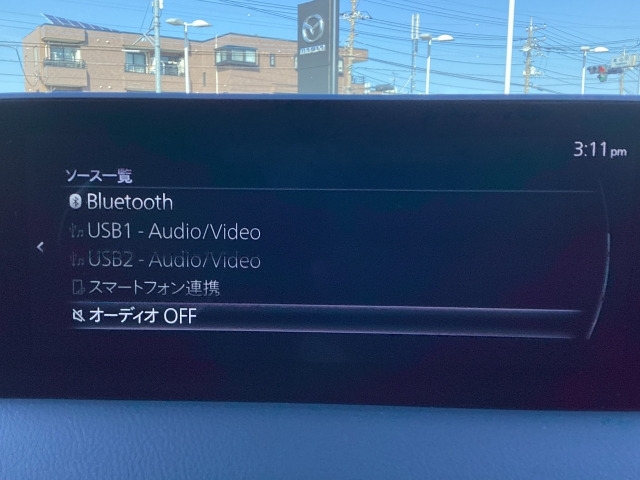 3:11pm
ソース一覧
Bluetooth
USB1 - Audio/Video
USB2 - Audio/Video
スマートフォン連携
オーディオ OFF